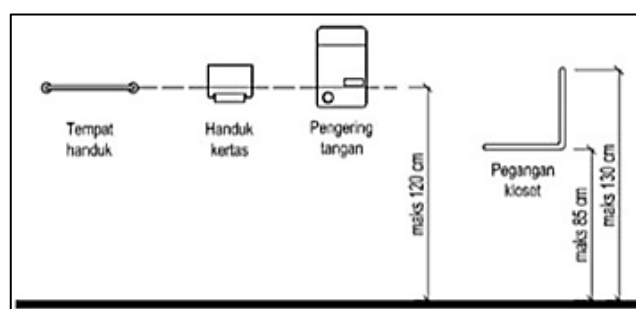 Tempat
handuk
Handuk
kertas
Pengering
tangan
maks 120 cm
Pegangan
kloset
maks 85 cm
maks 130 cm